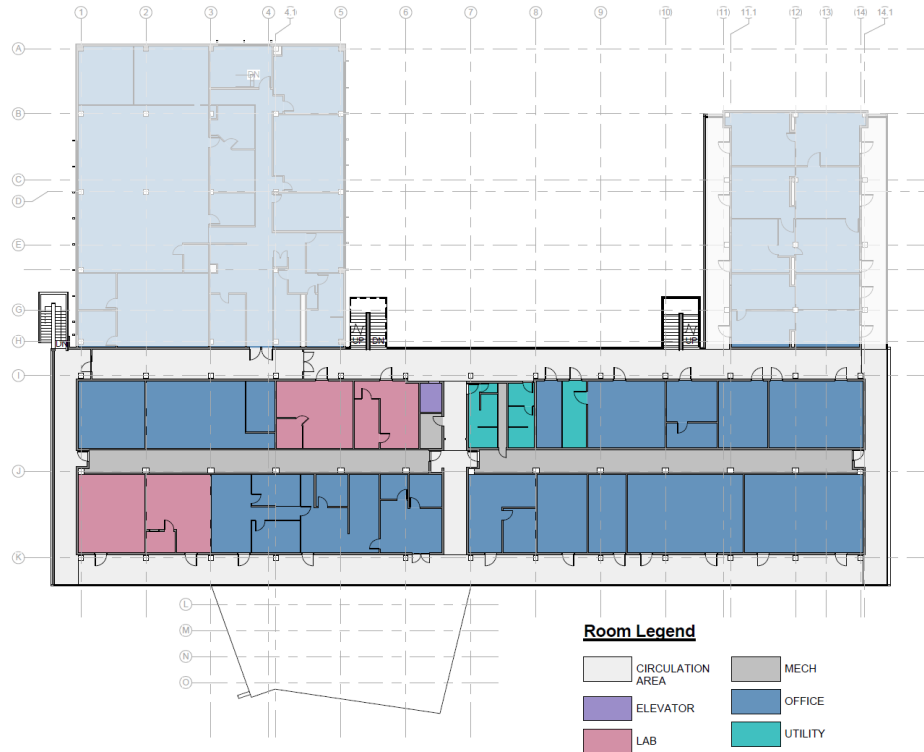 1 2 3 4 4.1) 5 6 7 8 9 (10) (11) 11.1 (12) (13) (14) 14.1
A
B
C
D
E
G
H
I
J
K
L
M
N
O
DN
UP DN
UP
Room Legend
CIRCULATION AREA
MECH
ELEVATOR
OFFICE
LAB
UTILITY